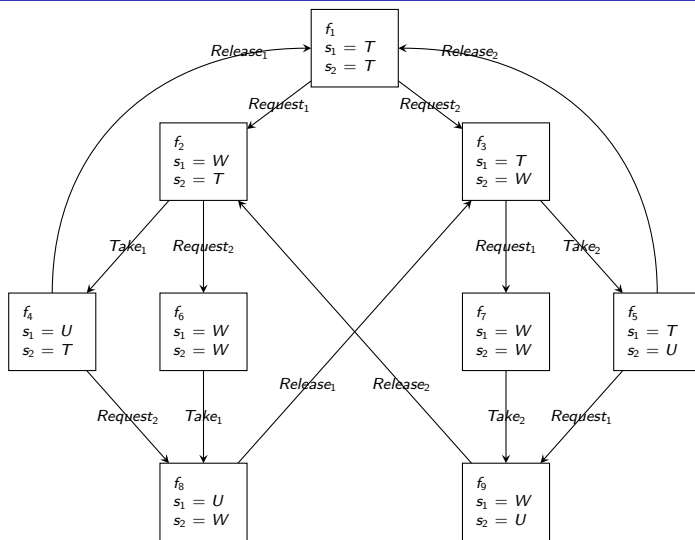 f1
s1 = T
s2 = T
Release1
Release2
Request1
Request2
f2
s1 = W
s2 = T
f3
s1 = T
s2 = W
Take1
Request2
Request1
Take2
f4
s1 = U
s2 = T
f6
s1 = W
s2 = W
f7
s1 = W
s2 = W
f5
s1 = T
s2 = U
Request2
Take1
Release1
Release2
Take2
Request1
f8
s1 = U
s2 = W
f9
s1 = W
s2 = U